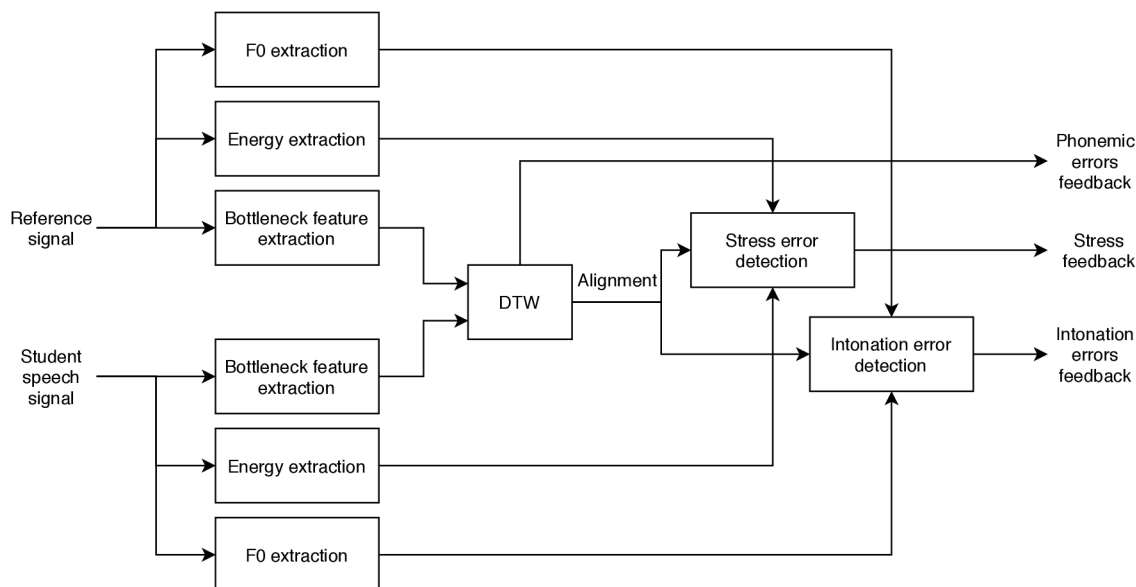 F0 extraction
Energy extraction
Phonemic
errors
feedback
Reference
signal
Bottleneck feature
extraction
Stress error
detection
Stress
feedback
Alignment
DTW
Student
speech
signal
Bottleneck feature
extraction
Intonation error
detection
Intonation
errors
feedback
Energy extraction
F0 extraction